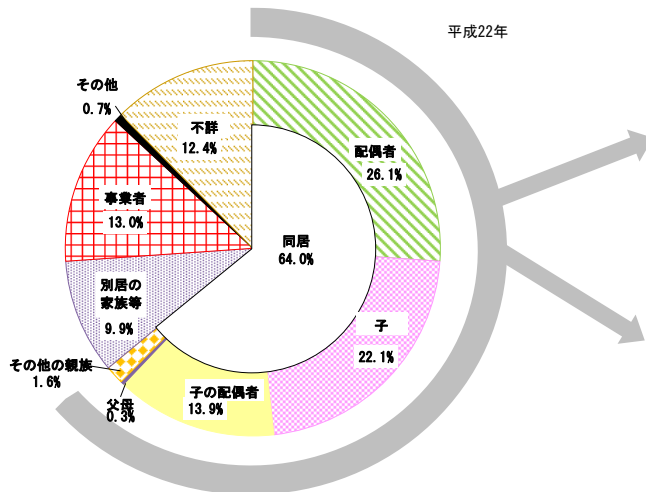 平成22年
その他
0.7%
不詳
12.4%
配偶者
26.1%
事業者
13.0%
同居
64.0%
別居の
家族等
9.9%
子
22.1%
その他の親族
1.6%
父母
0.3%
子の配偶者
13.9%